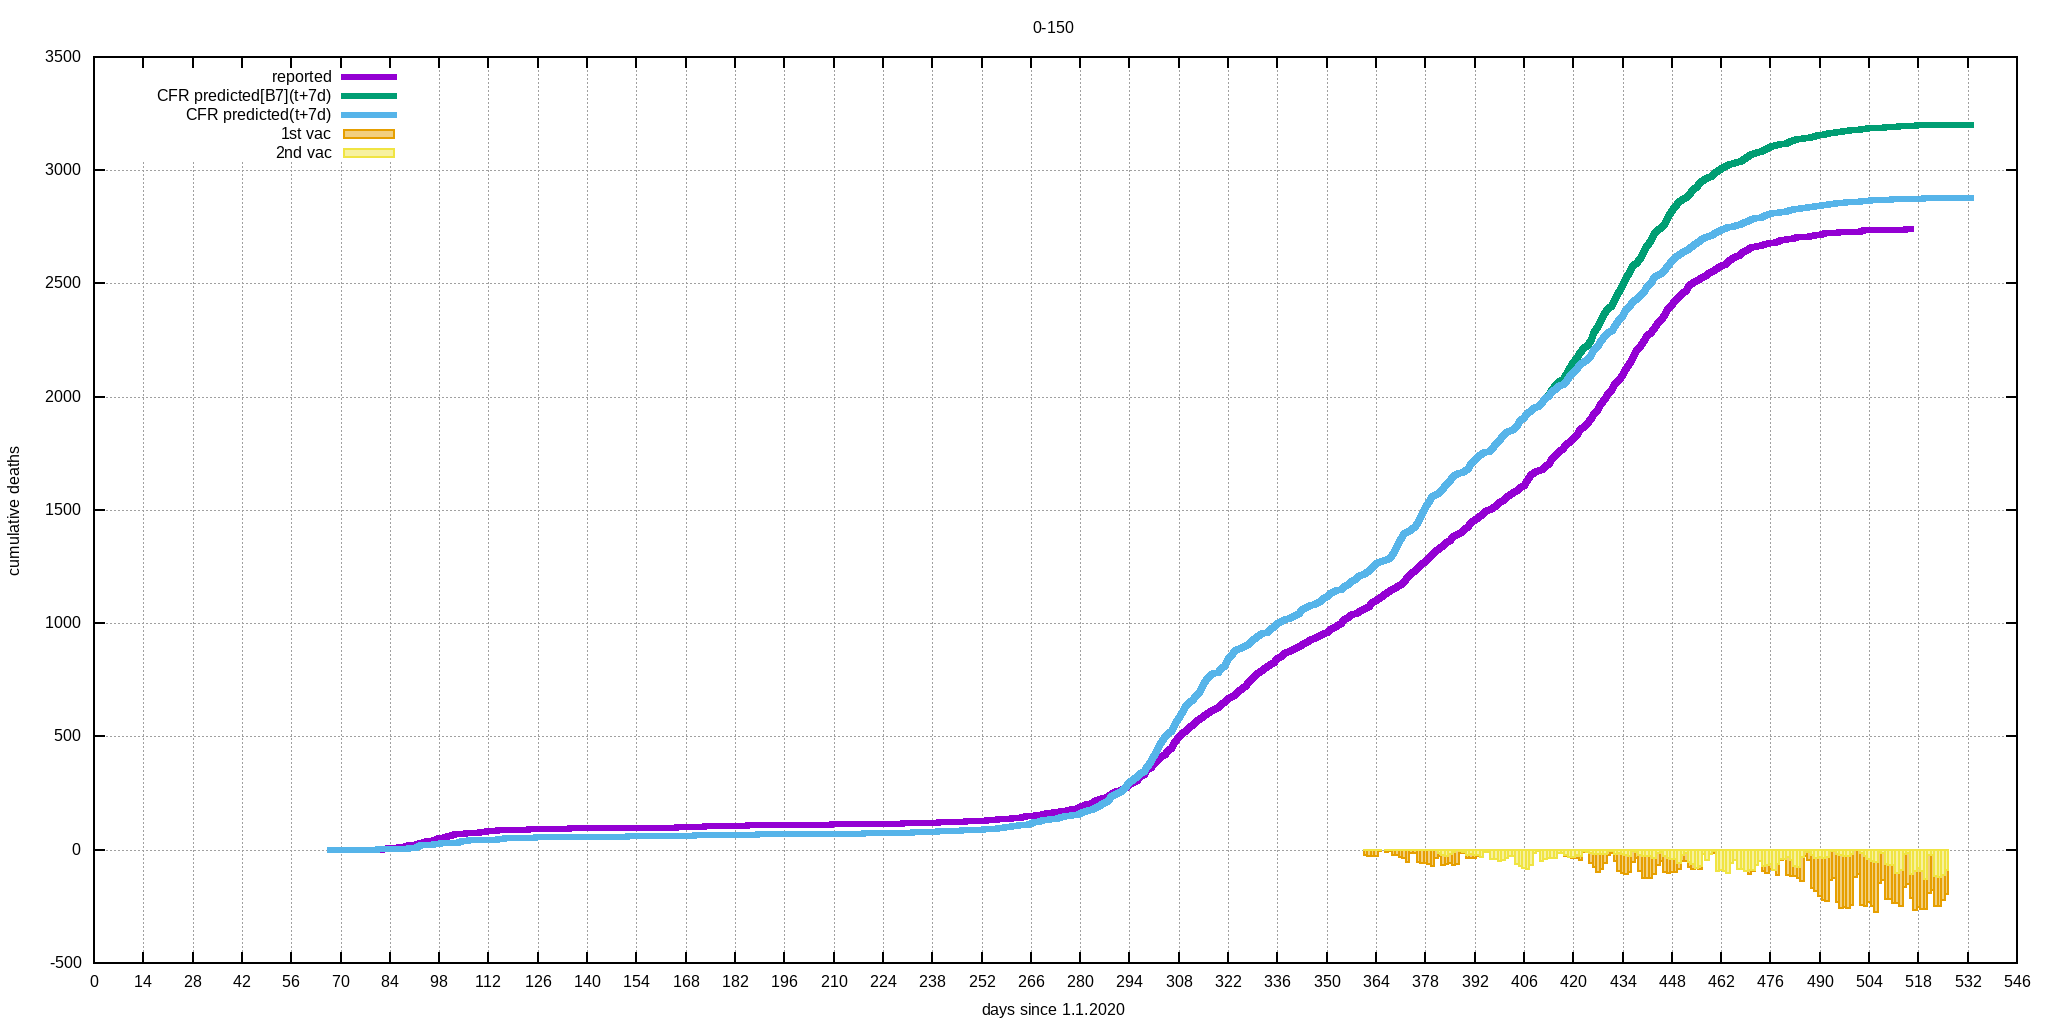 0-150
3500
3000
2500
2000
1500
1000
500
0
-500
cumulative deaths
reported
CFR predicted[B7](t+7d)
CFR predicted(t+7d)
1st vac
2nd vac
0 14 28 42 56 70 84 98 112 126 140 154 168 182 196 210 224 238 252 266 280 294 308 322 336 350 364 378 392 406 420 434 448 462 476 490 504 518 532 546
days since 1.1.2020